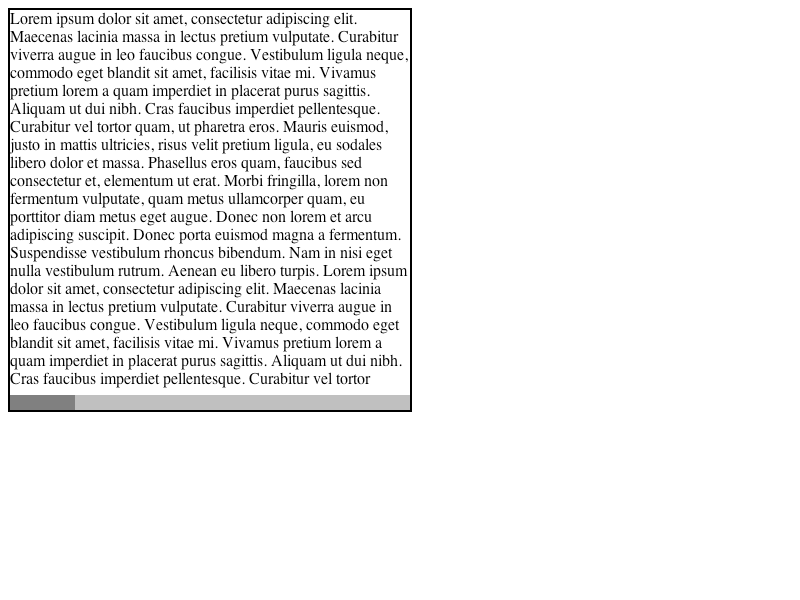 Lorem ipsum dolor sit amet, consectetur adipiscing elit.
Maecenas lacinia massa in lectus pretium vulputate. Curabitur
viverra augue in leo faucibus congue. Vestibulum ligula neque,
commodo eget blandit sit amet, facilisis vitae mi. Vivamus
pretium lorem a quam imperdiet in placerat purus sagittis.
Aliquam ut dui nibh. Cras faucibus imperdiet pellentesque.
Curabitur vel tortor quam, ut pharetra eros. Mauris euismod,
justo in mattis ultricies, risus velit pretium ligula, eu sodales
libero dolor et massa. Phasellus eros quam, faucibus sed
consectetur et, elementum ut erat. Morbi fringilla, lorem non
fermentum vulputate, quam metus ullamcorper quam, eu
porttitor diam metus eget augue. Donec non lorem et arcu
adipiscing suscipit. Donec porta euismod magna a fermentum.
Suspendisse vestibulum rhoncus bibendum. Nam in nisi eget
nulla vestibulum rutrum. Aenean eu libero turpis. Lorem ipsum
dolor sit amet, consectetur adipiscing elit. Maecenas lacinia
massa in lectus pretium vulputate. Curabitur viverra augue in
leo faucibus congue. Vestibulum ligula neque, commodo eget
blandit sit amet, facilisis vitae mi. Vivamus pretium lorem a
quam imperdiet in placerat purus sagittis. Aliquam ut dui nibh.
Cras faucibus imperdiet pellentesque. Curabitur vel tortor